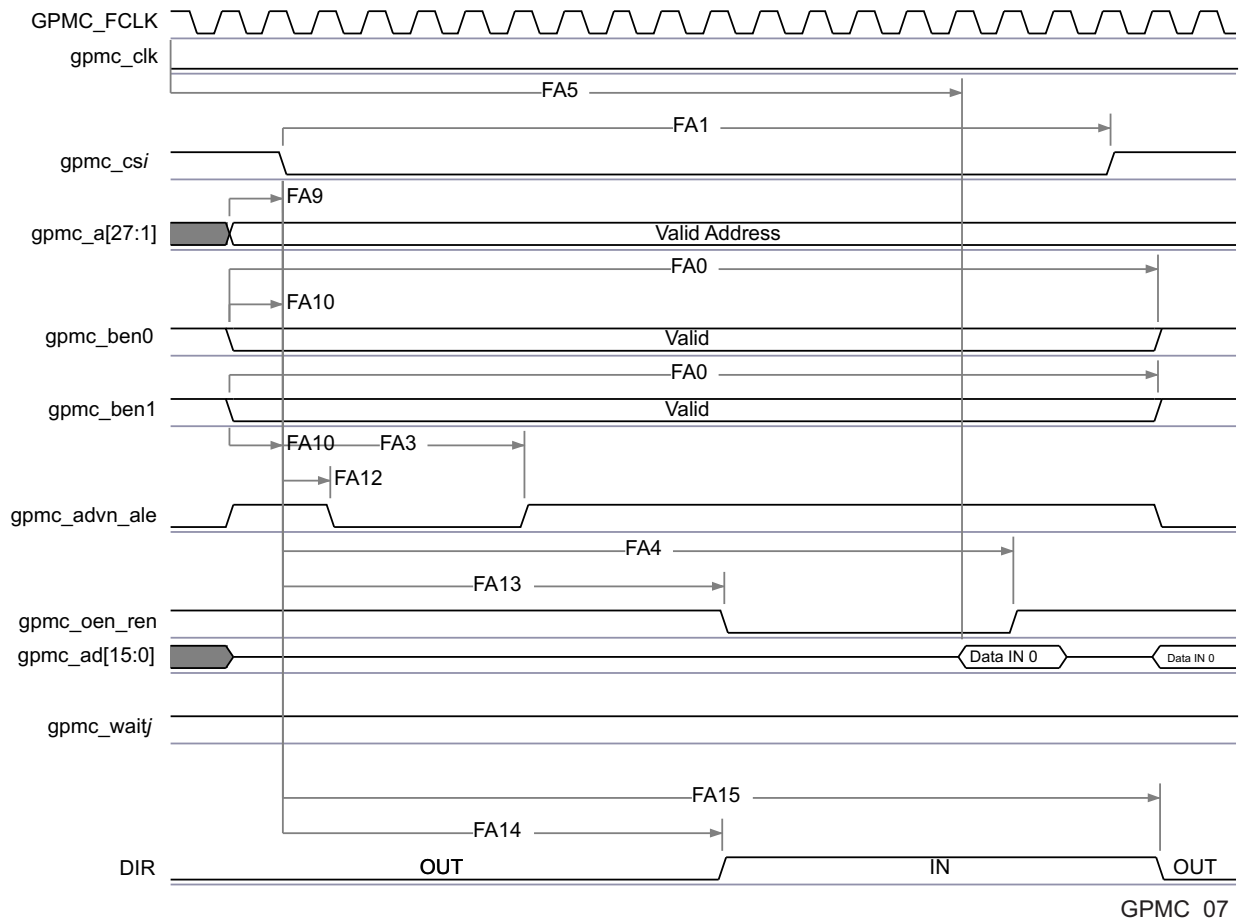 GPMC_FCLK
gpmc_clk
FA5
FA1
gpmc_csi
FA9
gpmc_a[27:1]
Valid Address
FA0
FA10
gpmc_ben0
Valid
FA0
gpmc_ben1
Valid
FA10
FA3
FA12
gpmc_advn_ale
FA4
FA13
gpmc_oen_ren
gpmc_ad[15:0]
Data IN 0
Data IN 0
gpmc_waitj
FA15
FA14
DIR
OUT
IN
OUT
GPMC_07